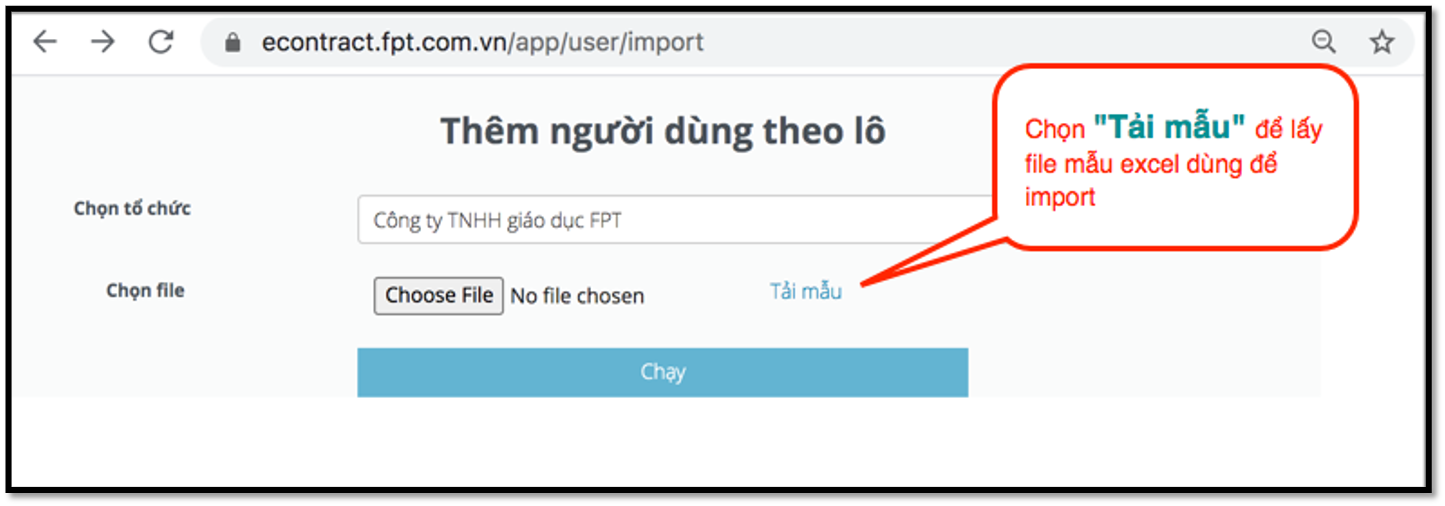 econtract.fpt.com.vn/app/user/import
Thêm người dùng theo lô
Chọn "Tải mẫu" để lấy
file mẫu excel dùng để
import
Chọn tổ chức
Công ty TNHH giáo dục FPT
Chọn file
Choose File No file chosen
Tải mẫu
Chạy